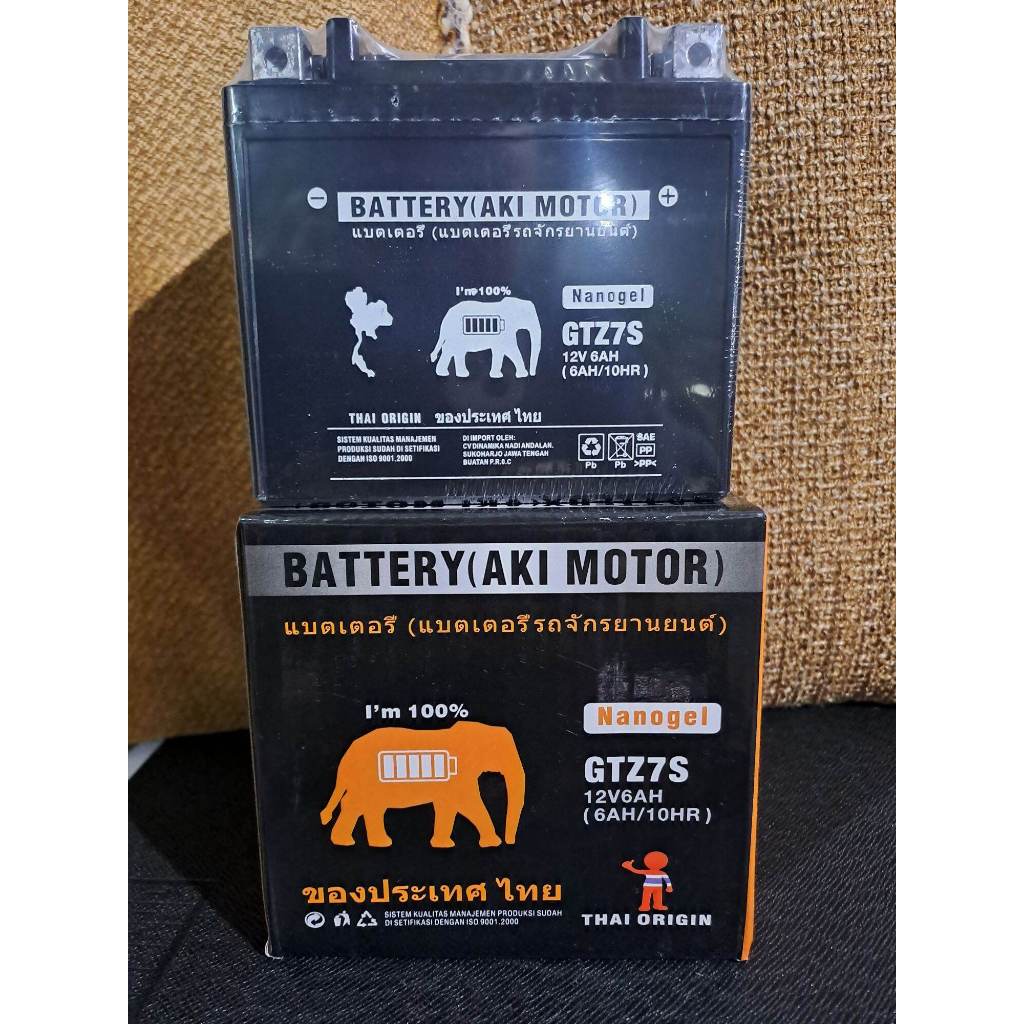 − BATTERY(AKI MOTOR) +
แบตเตอรี่ (แบตเตอรี่รถจักรยานยนต์)
I'm 100%
Nanogel
GTZ7S
12V 6AH
( 6AH/10HR )
THAI ORIGIN ของประเทศ ไทย
SISTEM KUALITAS MANAJEMEN
PRODUKSI SUDAH DI SETIFIKASI
DENGAN ISO 9001.2000
DI IMPORT OLEH:
CV DINAMIKA NADI ANDALAN.
SUKOHARJO JAWA TENGAH
BUATAN P.R.O.C
Pb
Pb
SAE
PP
>PP<
BATTERY(AKI MOTOR)
แบตเตอรี่ (แบตเตอรี่รถจักรยานยนต์)
I'm 100%
Nanogel
GTZ7S
12V6AH
( 6AH/10HR )
ของประเทศ ไทย
SISTEM KUALITAS MANAJEMEN PRODUKSI SUDAH
DI SETIFIKASI DENGAN ISO 9001.2000
THAI ORIGIN